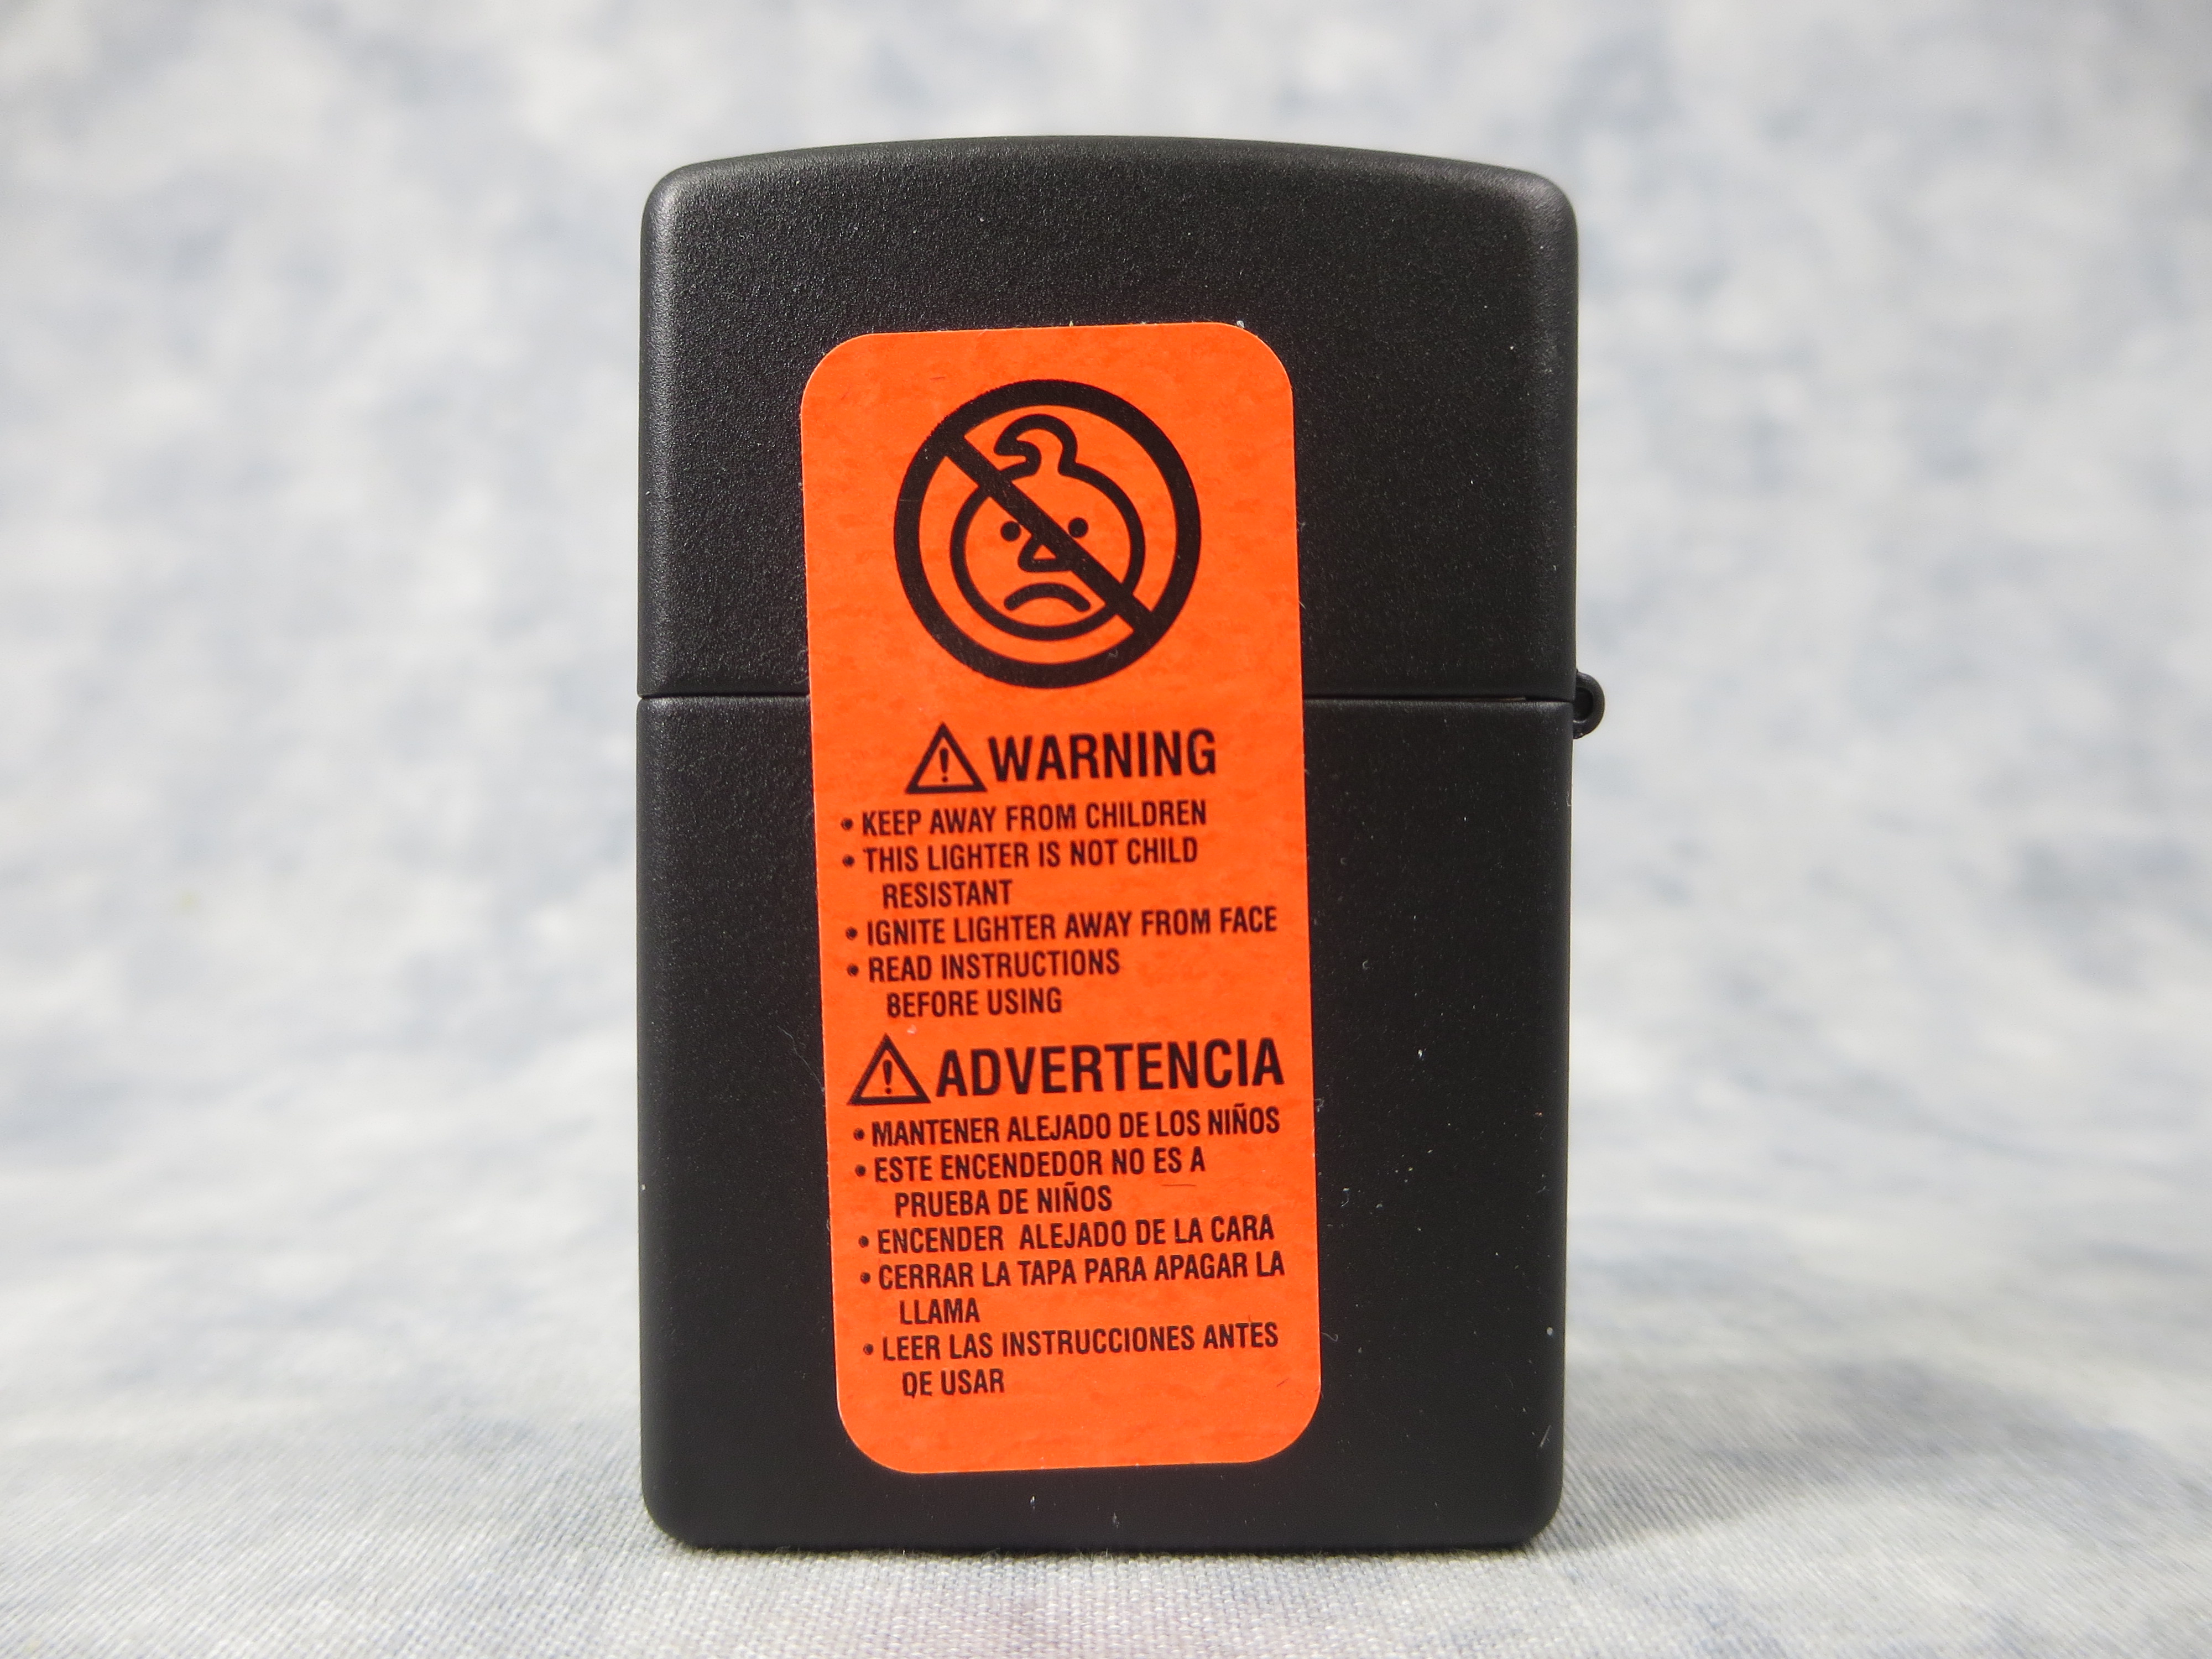 WARNING
• KEEP AWAY FROM CHILDREN
• THIS LIGHTER IS NOT CHILD
RESISTANT
• IGNITE LIGHTER AWAY FROM FACE
• READ INSTRUCTIONS
BEFORE USING
ADVERTENCIA
• MANTENER ALEJADO DE LOS NIÑOS
• ESTE ENCENDEDOR NO ES A
PRUEBA DE NIÑOS
• ENCENDER ALEJADO DE LA CARA
• CERRAR LA TAPA PARA APAGAR LA
LLAMA
• LEER LAS INSTRUCCIONES ANTES
DE USAR